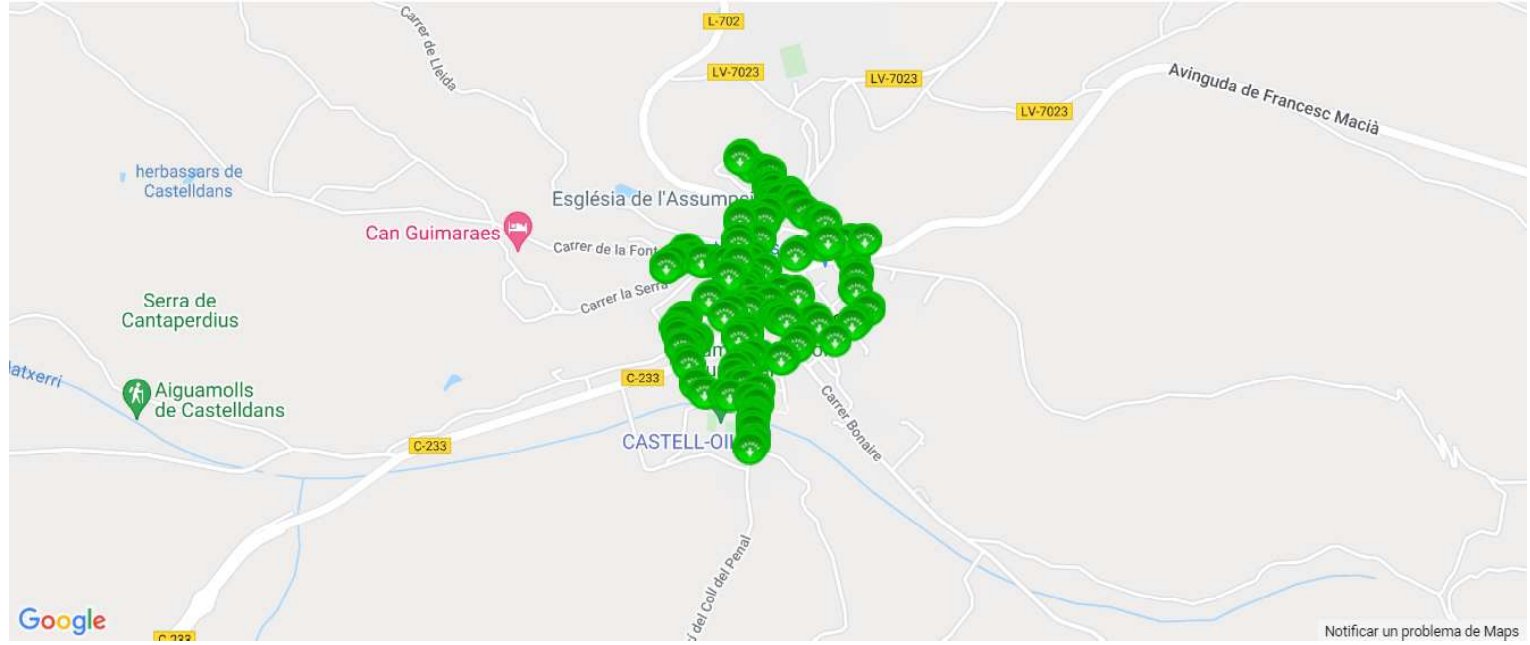 L-702
Carrer de Lleida
LV-7023
LV-7023
LV-7023
Avinguda de Francesc Macià
herbassars de
Castelldans
Església de l'Assumpci
Can Guimaraes
Carrer de la Font
Carrer la Serra
Serra de
Cantaperdius
Aiguamolls
de Castelldans
C-233
C-233
CASTELL-OI
Carrer Bonaire
del Coll del Penal
Google
C-233
Notificar un problema de Maps